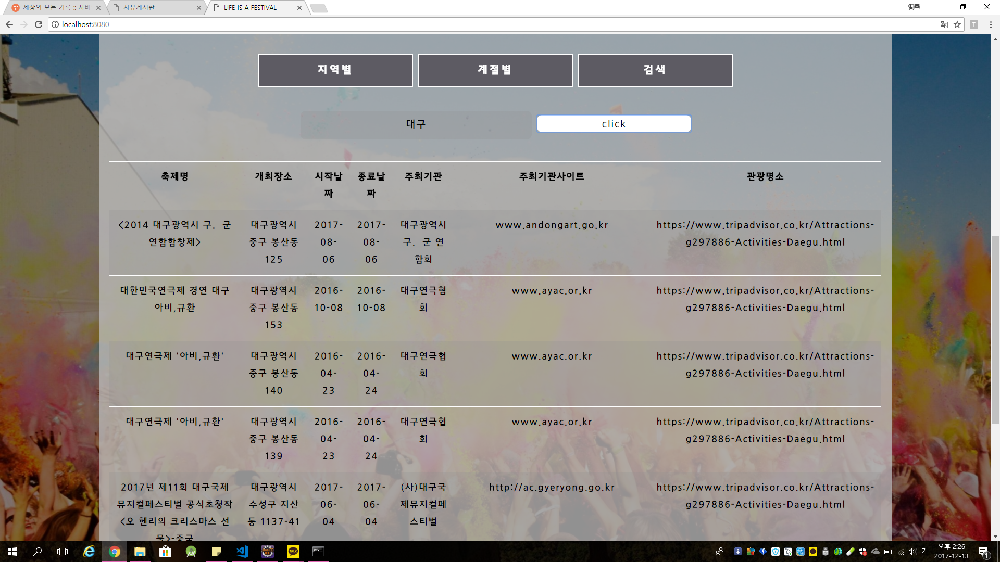 세상의 모든 기록 :: 자바
자유게시판
LIFE IS A FESTIVAL
영조
localhost:8080
지역별
계절별
검색
대구
click
축제명
개최장소
시작날
짜
종료날
짜
주최기관
주최기관사이트
관광명소
<2014 대구광역시 구. 군
연합합창제>
대구광역시
중구 봉산동
125
2017-
08-
06
2017-
08-
06
대구광역시
구. 군 연
합회
www.andongart.go.kr
https://www.tripadvisor.co.kr/Attractions-
g297886-Activities-Daegu.html
대한민국연극제 경연 대구
아비,규환
대구광역시
중구 봉산동
153
2016-
10-08
2016-
10-08
대구연극협
회
www.ayac.or.kr
https://www.tripadvisor.co.kr/Attractions-
g297886-Activities-Daegu.html
대구연극제 '아비,규환'
대구광역시
중구 봉산동
140
2016-
04-
23
2016-
04-
24
대구연극협
회
www.ayac.or.kr
https://www.tripadvisor.co.kr/Attractions-
g297886-Activities-Daegu.html
대구연극제 '아비,규환'
대구광역시
중구 봉산동
139
2016-
04-
23
2016-
04-
24
대구연극협
회
www.ayac.or.kr
https://www.tripadvisor.co.kr/Attractions-
g297886-Activities-Daegu.html
2017년 제11회 대구국제
뮤지컬페스티벌 공식초청작
<오 헨리의 크리스마스 선
물>-중국
대구광역시
수성구 지산
동 1137-41
2017-
06-
04
2017-
06-
04
(사)대구국
제뮤지컬페
스티벌
http://ac.gyeryong.go.kr
https://www.tripadvisor.co.kr/Attractions-
g297886-Activities-Daegu.html
TALK
가
오후 2:26
2017-12-13
1